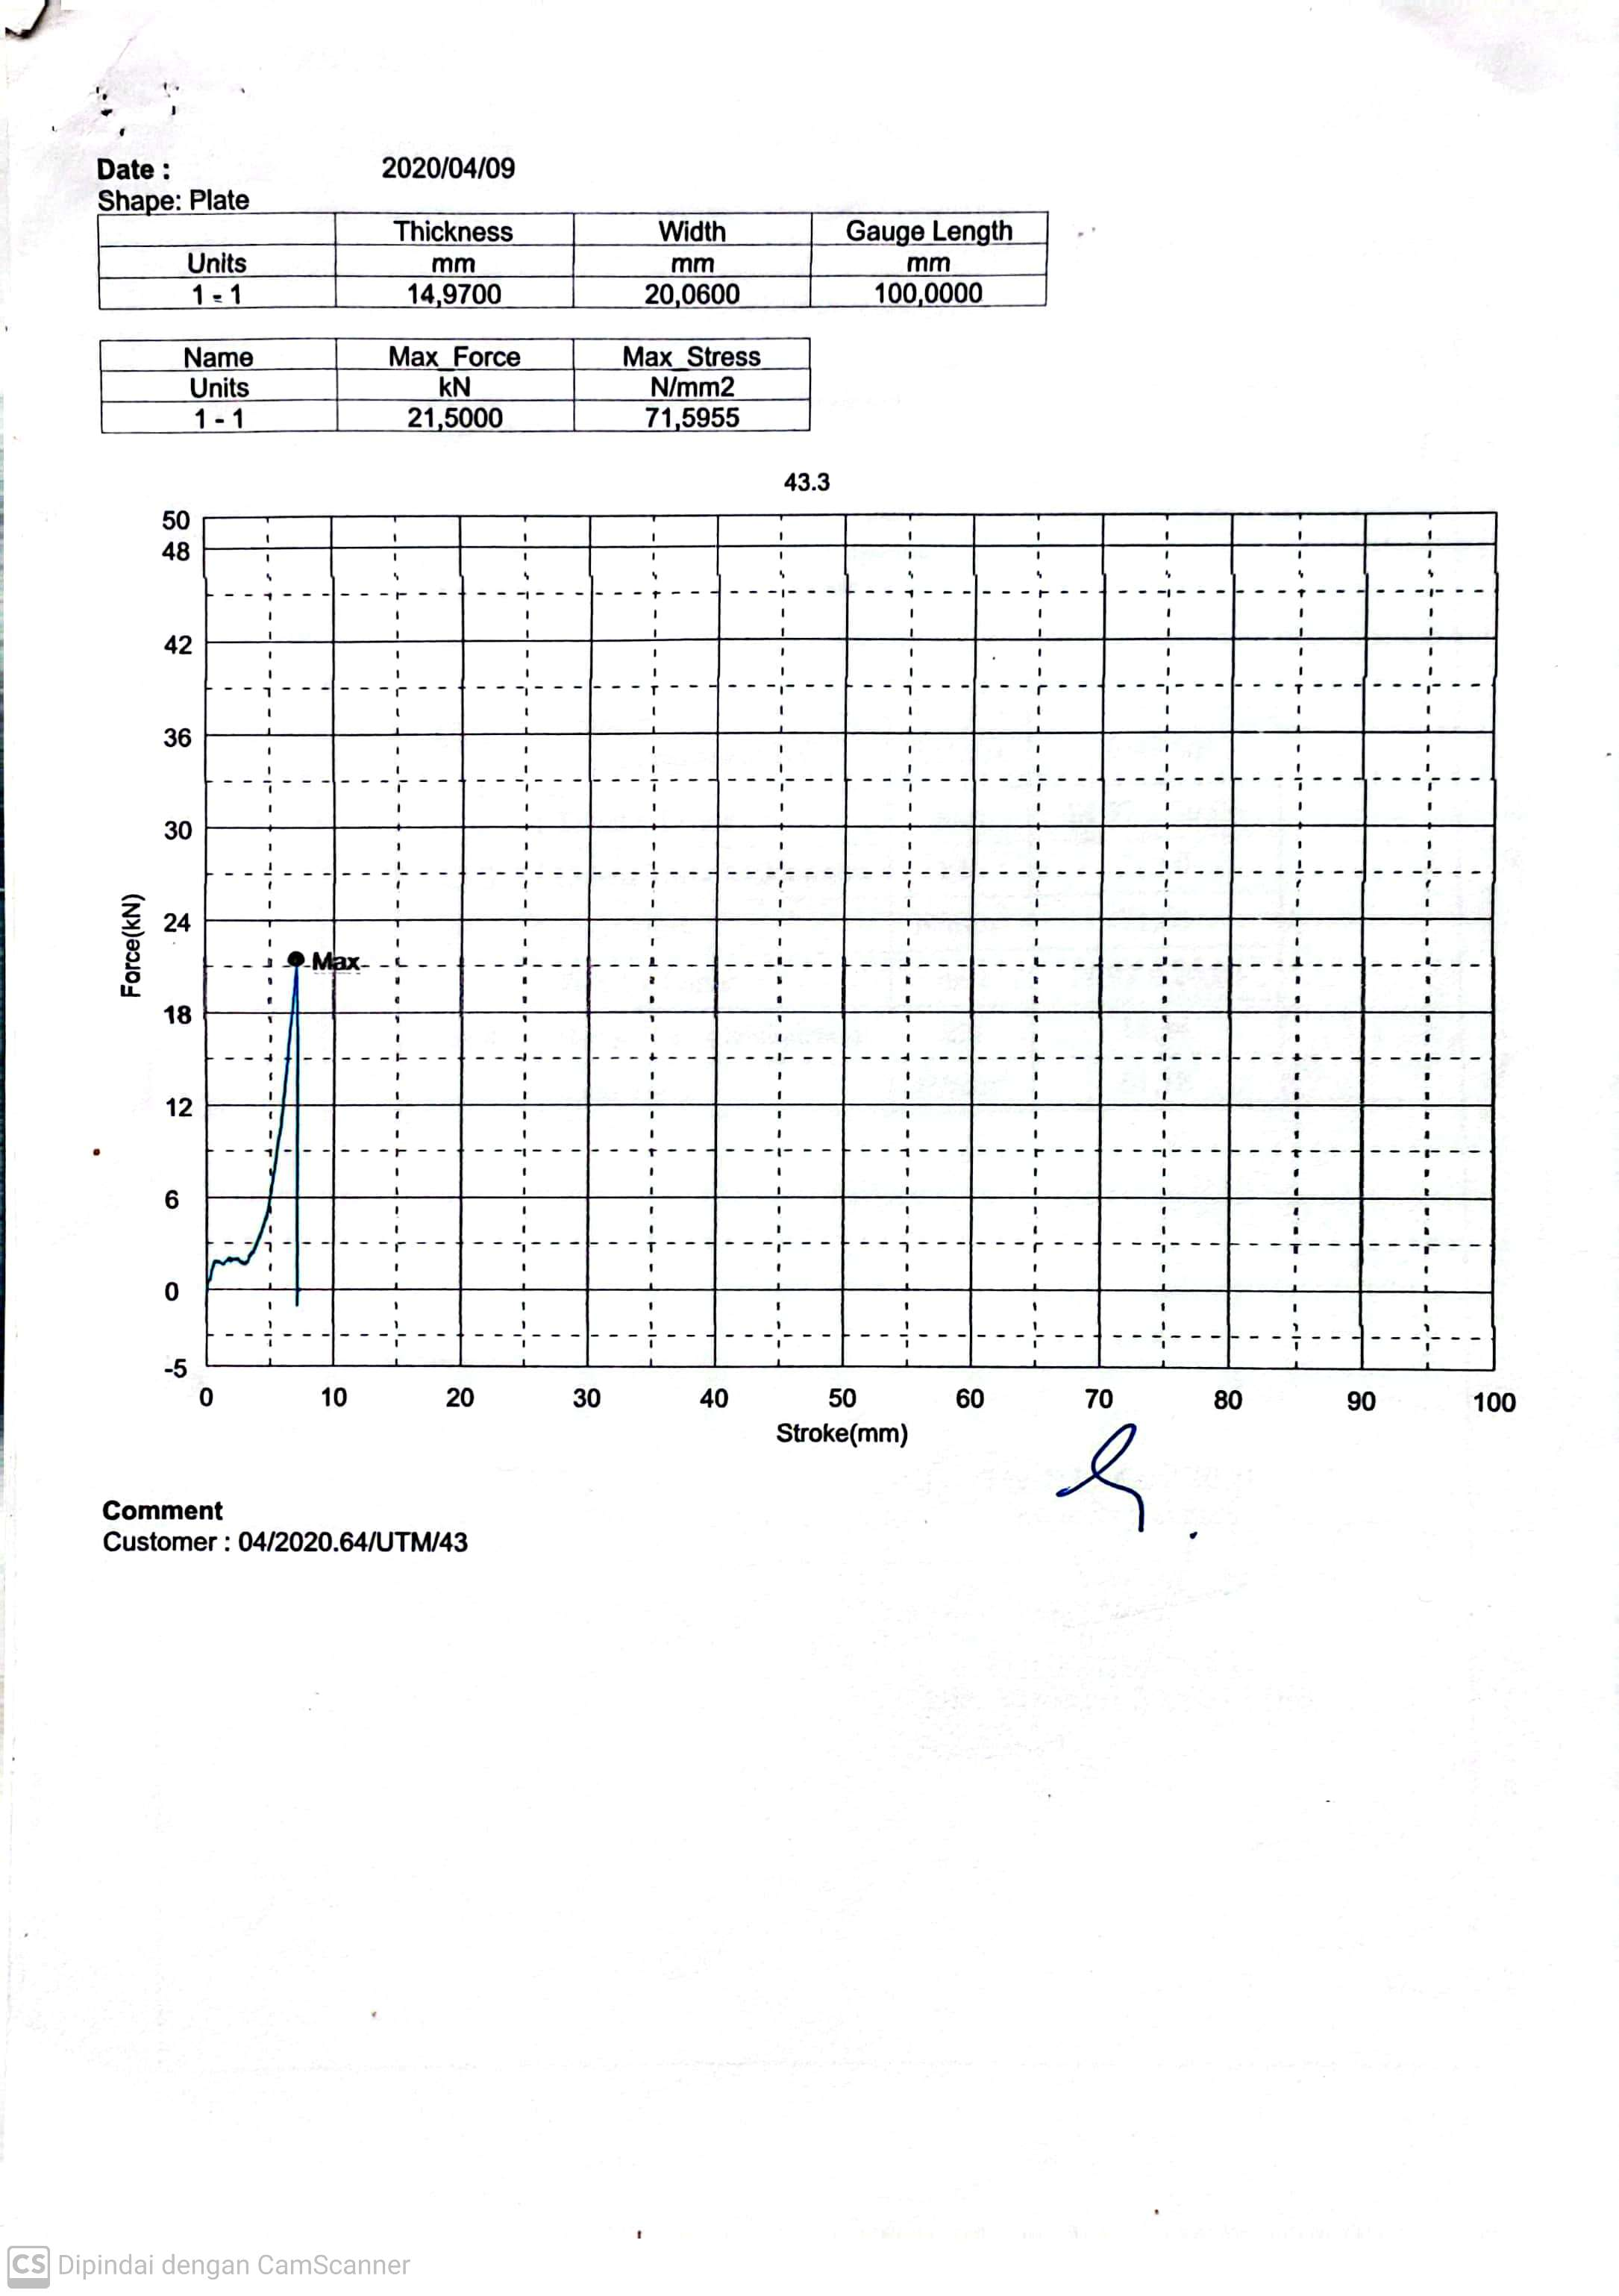 Date : 2020/04/09
Shape: Plate
Thickness Width Gauge Length
Units mm mm mm
1 - 1 14,9700 20,0600 100,0000
Name Max_Force Max_Stress
Units kN N/mm2
1 - 1 21,5000 71,5955
43.3
50
48
42
36
30
24
18
12
6
0
-5
Force(kN)
Max
0 10 20 30 40 50 60 70 80 90 100
Stroke(mm)
Comment
Customer : 04/2020.64/UTM/43
CS Dipindai dengan CamScanner